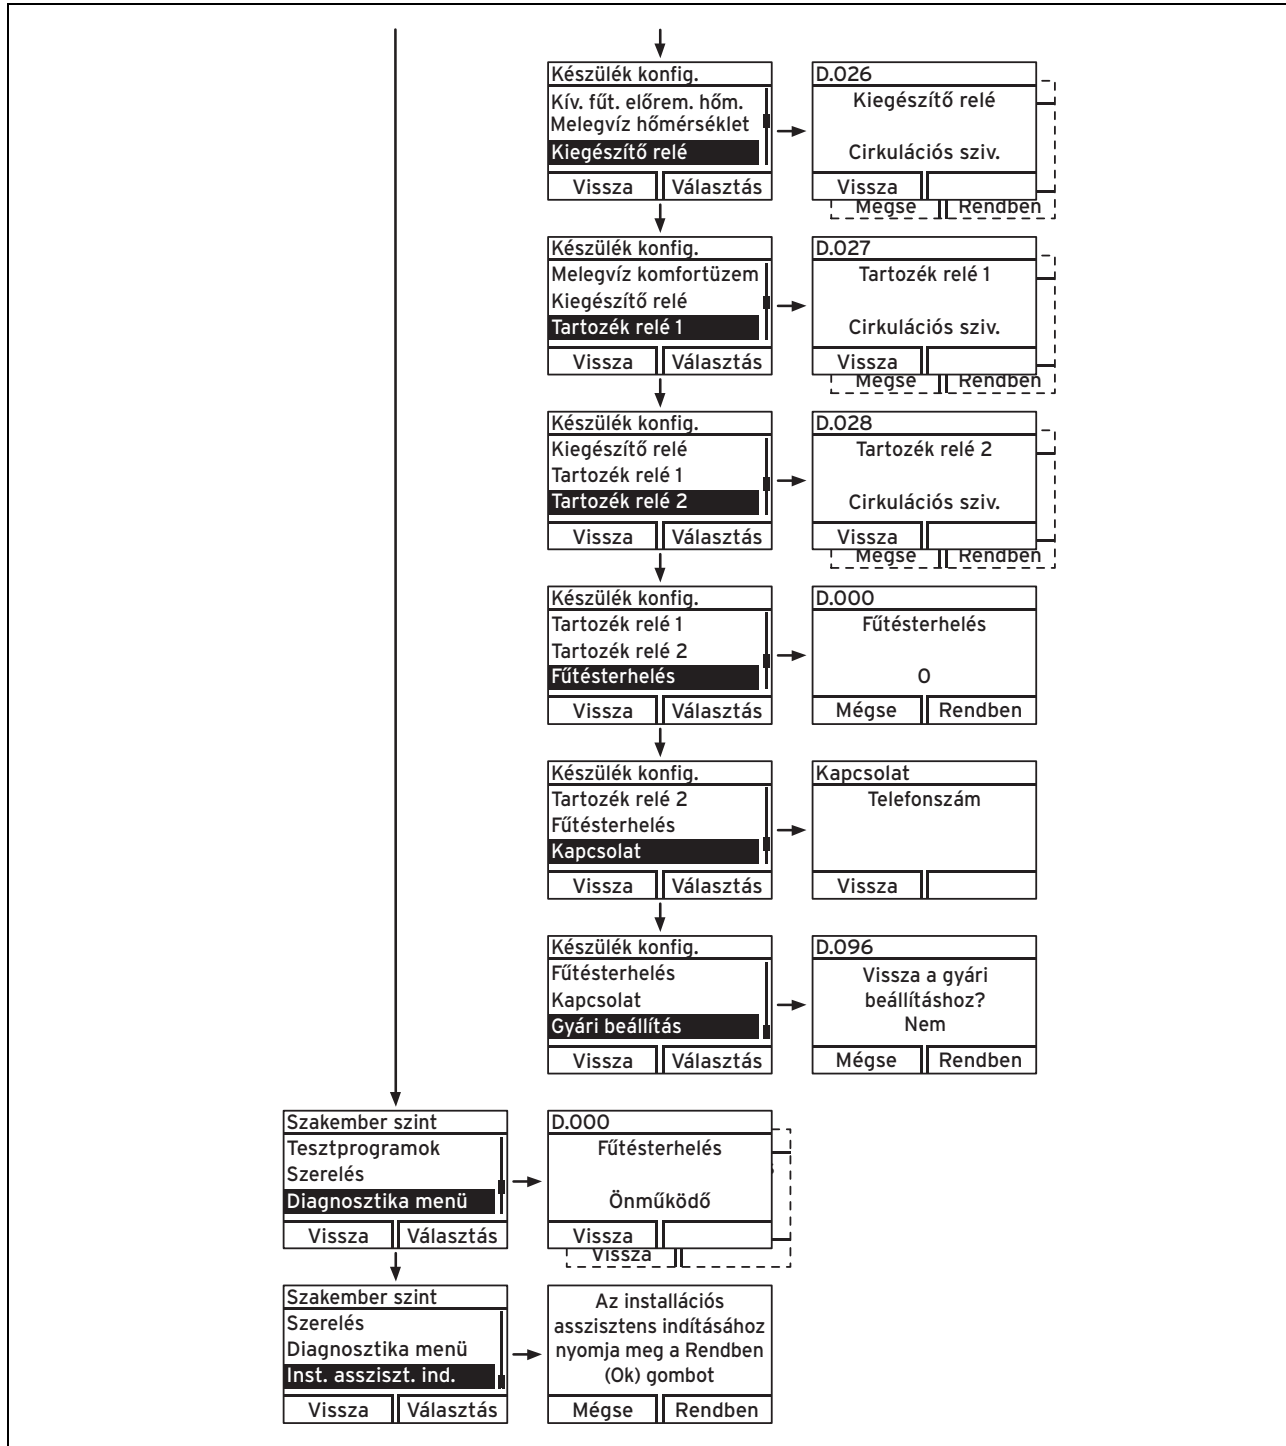 Készülék konfig.
Kív. fűt. előrem. hőm.
Melegvíz hőmérséklet
Kiegészítő relé
Vissza Választás
D.026
Kiegészítő relé
Cirkulációs sziv.
Vissza
Mégse Rendben
Készülék konfig.
Melegvíz komfortüzem
Kiegészítő relé
Tartozék relé 1
Vissza Választás
D.027
Tartozék relé 1
Cirkulációs sziv.
Vissza
Mégse Rendben
Készülék konfig.
Kiegészítő relé
Tartozék relé 1
Tartozék relé 2
Vissza Választás
D.028
Tartozék relé 2
Cirkulációs sziv.
Vissza
Mégse Rendben
Készülék konfig.
Tartozék relé 1
Tartozék relé 2
Fűtésterhelés
Vissza Választás
D.000
Fűtésterhelés
0
Mégse Rendben
Készülék konfig.
Tartozék relé 2
Fűtésterhelés
Kapcsolat
Vissza Választás
Kapcsolat
Telefonszám
Vissza
Készülék konfig.
Fűtésterhelés
Kapcsolat
Gyári beállítás
Vissza Választás
D.096
Vissza a gyári
beállításhoz?
Nem
Mégse Rendben
Szakember szint
Tesztprogramok
Szerelés
Diagnosztika menü
Vissza Választás
D.000
Fűtésterhelés
Önműködő
Vissza
Vissza
Szakember szint
Szerelés
Diagnosztika menü
Inst. assziszt. ind.
Vissza Választás
Az installációs
asszisztens indításához
nyomja meg a Rendben
(Ok) gombot
Mégse Rendben